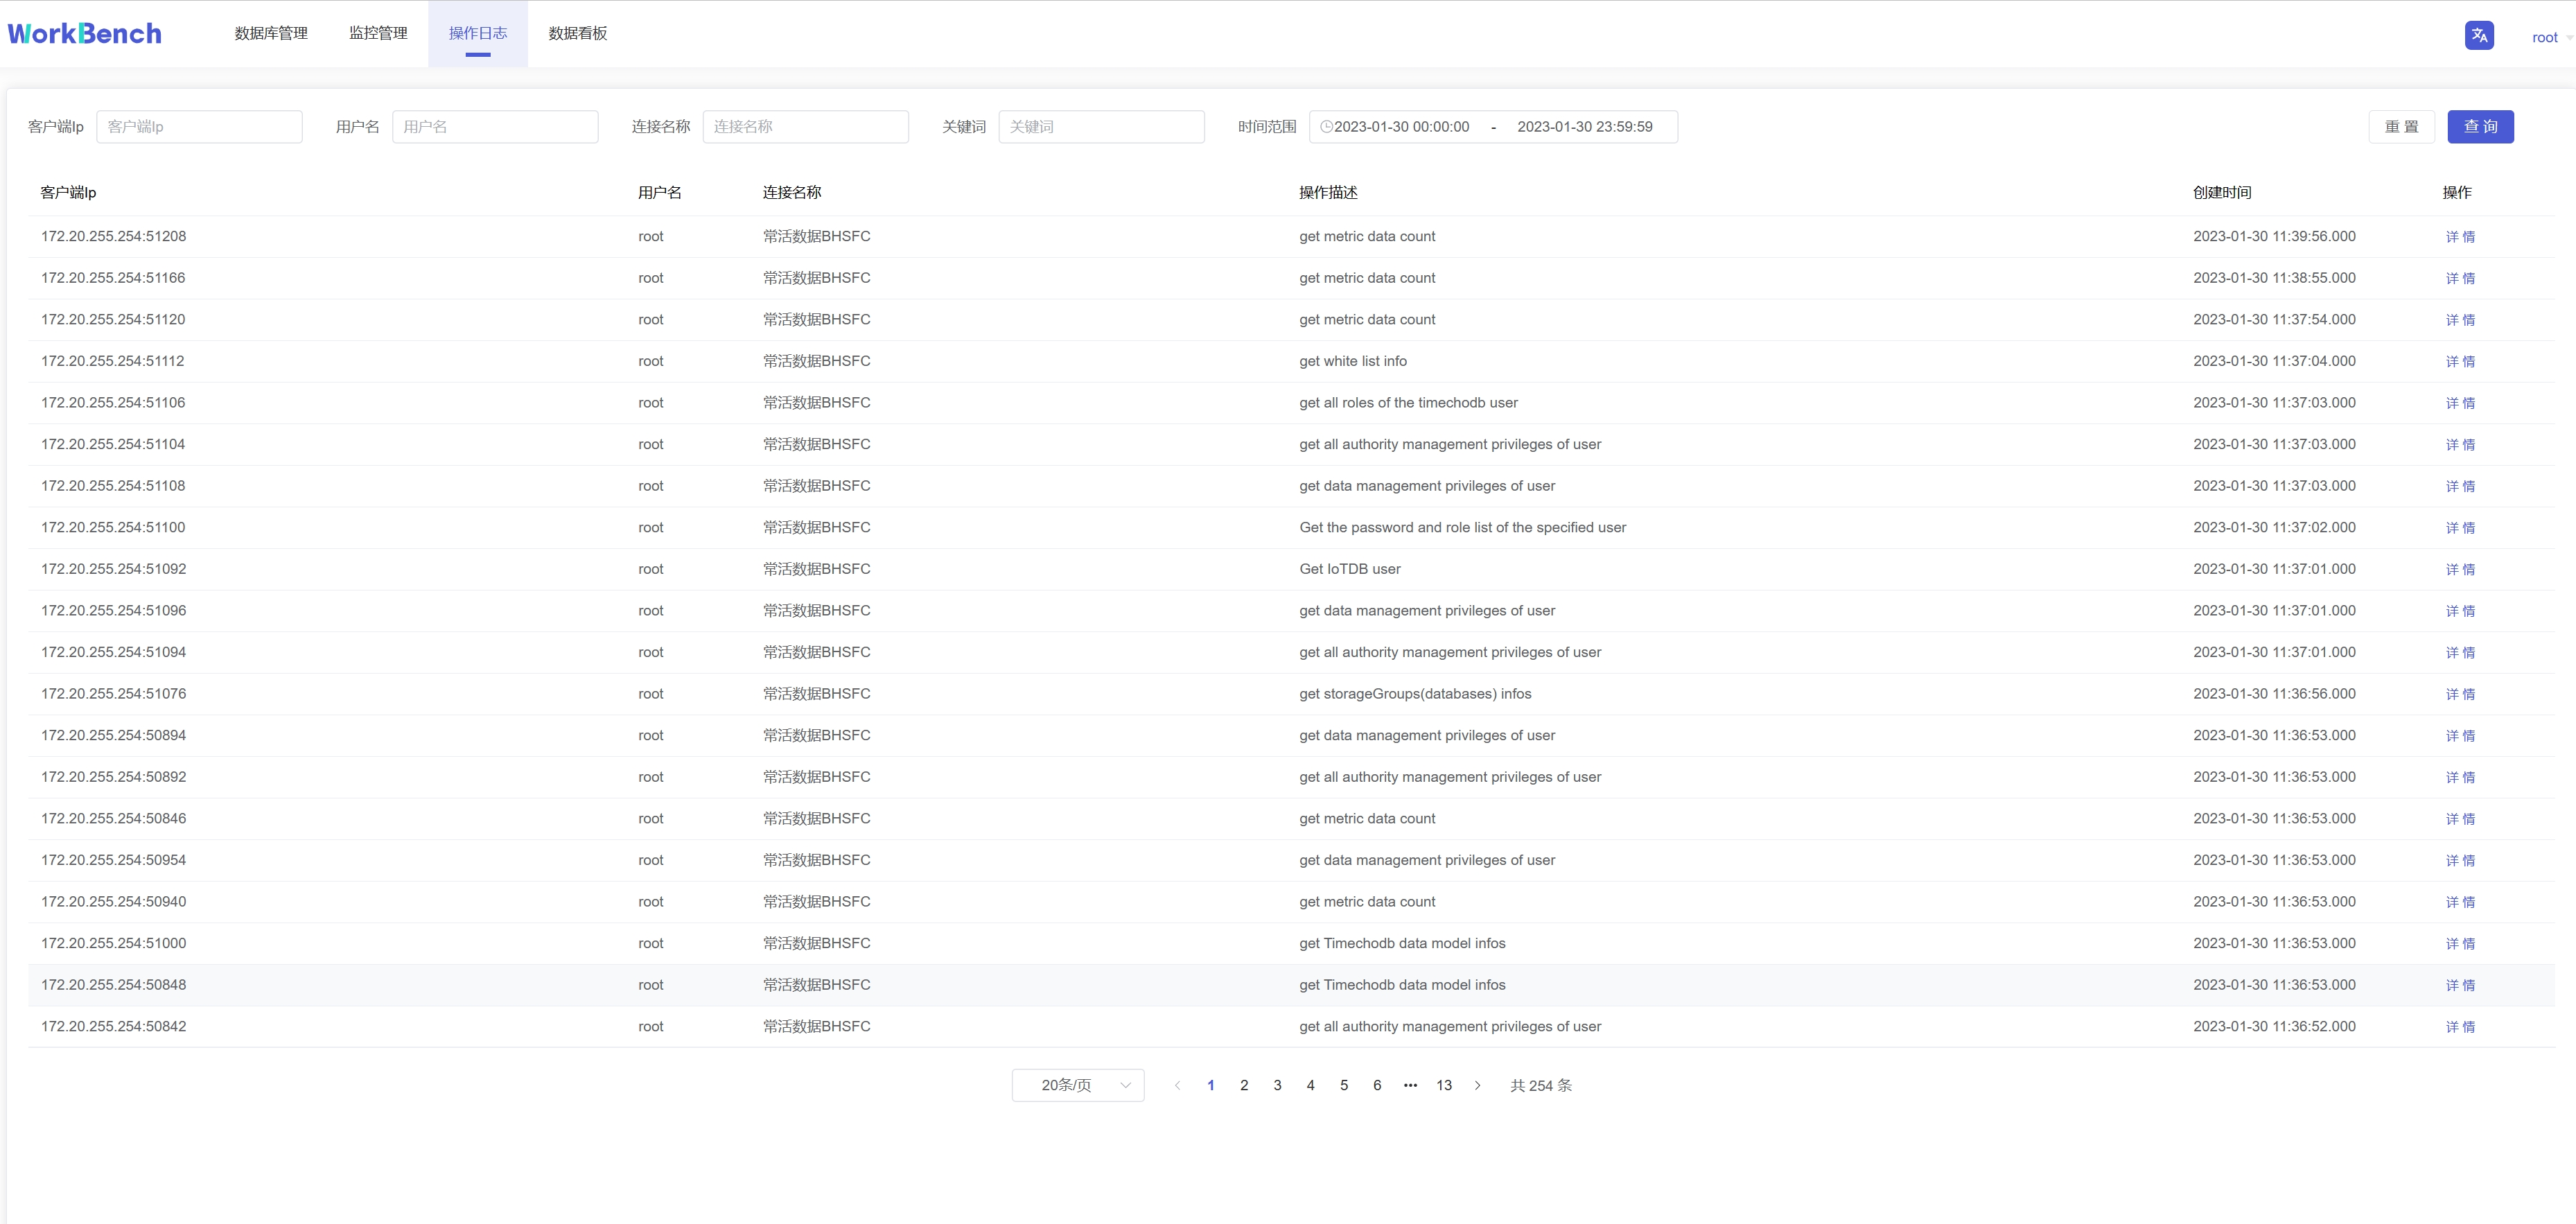 WorkBench 数据库管理 监控管理 操作日志 数据看板 文A root
客户端Ip 客户端Ip 用户名 用户名 连接名称 连接名称 关键词 关键词 时间范围 2023-01-30 00:00:00 - 2023-01-30 23:59:59 重 置 查 询
客户端Ip 用户名 连接名称 操作描述 创建时间 操作
172.20.255.254:51208 root 常活数据BHSFC get metric data count 2023-01-30 11:39:56.000 详 情
172.20.255.254:51166 root 常活数据BHSFC get metric data count 2023-01-30 11:38:55.000 详 情
172.20.255.254:51120 root 常活数据BHSFC get metric data count 2023-01-30 11:37:54.000 详 情
172.20.255.254:51112 root 常活数据BHSFC get white list info 2023-01-30 11:37:04.000 详 情
172.20.255.254:51106 root 常活数据BHSFC get all roles of the timechodb user 2023-01-30 11:37:03.000 详 情
172.20.255.254:51104 root 常活数据BHSFC get all authority management privileges of user 2023-01-30 11:37:03.000 详 情
172.20.255.254:51108 root 常活数据BHSFC get data management privileges of user 2023-01-30 11:37:03.000 详 情
172.20.255.254:51100 root 常活数据BHSFC Get the password and role list of the specified user 2023-01-30 11:37:02.000 详 情
172.20.255.254:51092 root 常活数据BHSFC Get IoTDB user 2023-01-30 11:37:01.000 详 情
172.20.255.254:51096 root 常活数据BHSFC get data management privileges of user 2023-01-30 11:37:01.000 详 情
172.20.255.254:51094 root 常活数据BHSFC get all authority management privileges of user 2023-01-30 11:37:01.000 详 情
172.20.255.254:51076 root 常活数据BHSFC get storageGroups(databases) infos 2023-01-30 11:36:56.000 详 情
172.20.255.254:50894 root 常活数据BHSFC get data management privileges of user 2023-01-30 11:36:53.000 详 情
172.20.255.254:50892 root 常活数据BHSFC get all authority management privileges of user 2023-01-30 11:36:53.000 详 情
172.20.255.254:50846 root 常活数据BHSFC get metric data count 2023-01-30 11:36:53.000 详 情
172.20.255.254:50954 root 常活数据BHSFC get data management privileges of user 2023-01-30 11:36:53.000 详 情
172.20.255.254:50940 root 常活数据BHSFC get metric data count 2023-01-30 11:36:53.000 详 情
172.20.255.254:51000 root 常活数据BHSFC get Timechodb data model infos 2023-01-30 11:36:53.000 详 情
172.20.255.254:50848 root 常活数据BHSFC get Timechodb data model infos 2023-01-30 11:36:53.000 详 情
172.20.255.254:50842 root 常活数据BHSFC get all authority management privileges of user 2023-01-30 11:36:52.000 详 情
20条/页 1 2 3 4 5 6 ••• 13 共 254 条